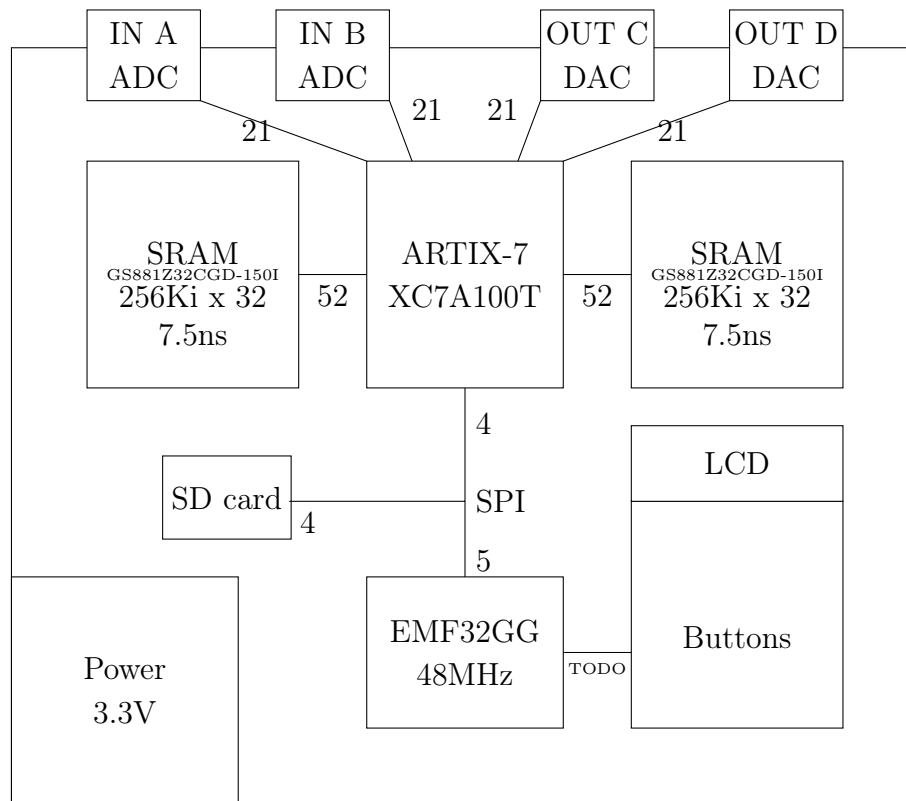 IN A
ADC
IN B
ADC
OUT C
DAC
OUT D
DAC
21
21
21
21
SRAM
GS881Z32CGD-150I
256Ki x 32
7.5ns
52
ARTIX-7
XC7A100T
52
SRAM
GS881Z32CGD-150I
256Ki x 32
7.5ns
4
SD card
4
SPI
5
LCD
Buttons
EMF32GG
48MHz
TODO
Power
3.3V